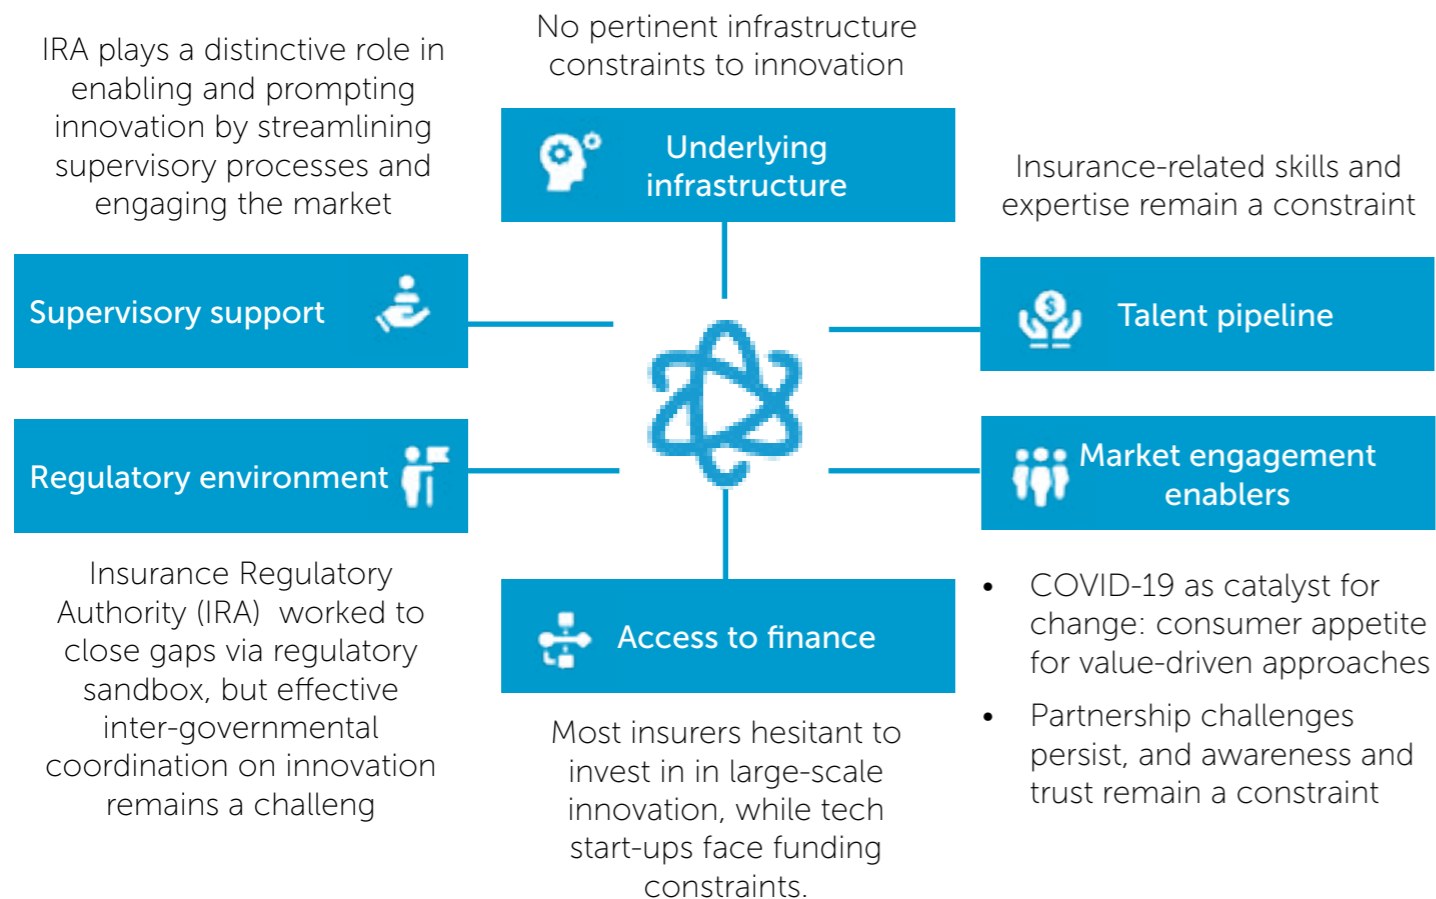 IRA plays a distinctive role in
enabling and prompting
innovation by streamlining
supervisory processes and
engaging the market
Supervisory support
No pertinent infrastructure
constraints to innovation
Underlying
infrastructure
Insurance-related skills and
expertise remain a constraint
Talent pipeline
Regulatory environment
Insurance Regulatory
Authority (IRA) worked to
close gaps via regulatory
sandbox, but effective
inter-governmental
coordination on innovation
remains a challeng
Access to finance
Most insurers hesitant to
invest in in large-scale
innovation, while tech
start-ups face funding
constraints.
Market engagement
enablers
• COVID-19 as catalyst for
change: consumer appetite
for value-driven approaches
• Partnership challenges
persist, and awareness and
trust remain a constraint